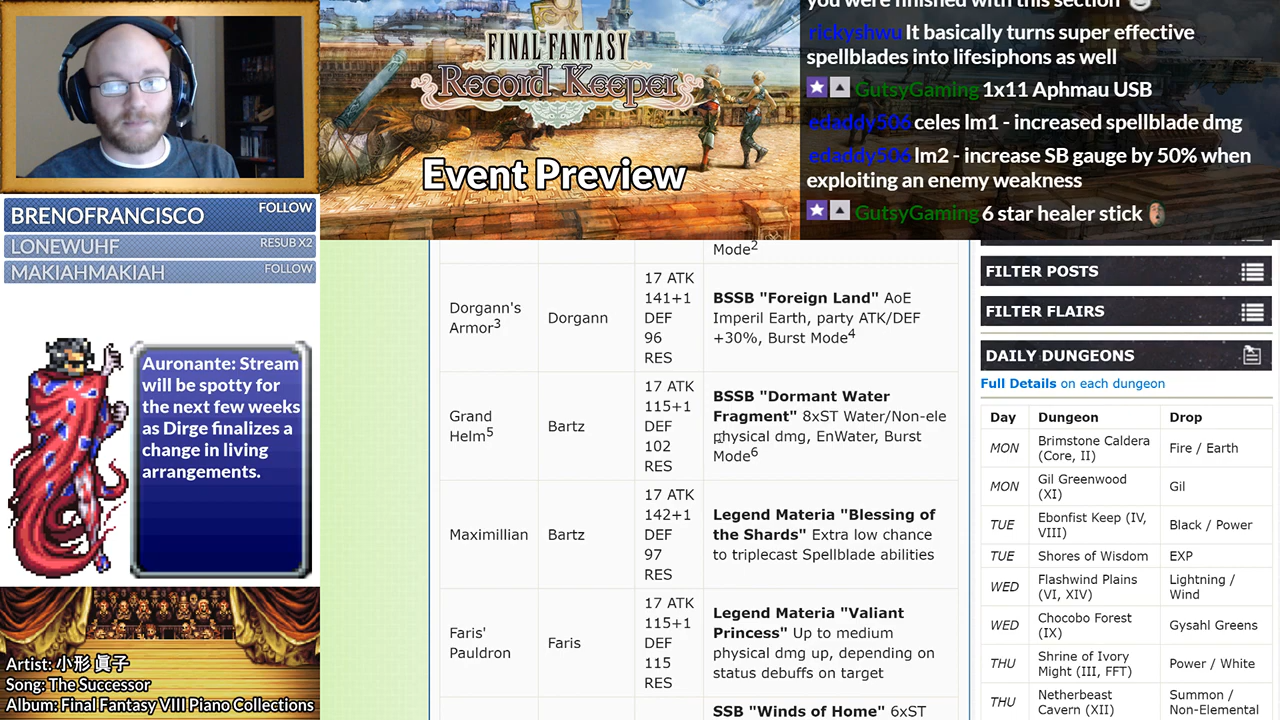 FINAL FANTASY
Record Keeper
Event Preview
you were finished with this section
rickyshwu It basically turns super effective
spellblades into lifesiphons as well
GutsyGaming 1x11 Aphmau USB
edaddy506 celes lm1 - increased spellblade dmg
edaddy506 lm2 - increase SB gauge by 50% when
exploiting an enemy weakness
GutsyGaming 6 star healer stick
BRENOFRANCISCO FOLLOW
LONEWUHF RESUB X2
MAKIAHMAKIAH FOLLOW
Auronante: Stream
will be spotty for
the next few weeks
as Dirge finalizes a
change in living
arrangements.
Artist: 小形 眞子
Song: The Successor
Album: Final Fantasy VIII Piano Collections
Mode2
Dorgann's
Armor3
Dorgann
17 ATK
141+1
DEF
96
RES
BSSB "Foreign Land" AoE
Imperil Earth, party ATK/DEF
+30%, Burst Mode4
Grand
Helm5
Bartz
17 ATK
115+1
DEF
102
RES
BSSB "Dormant Water
Fragment" 8xST Water/Non-ele
physical dmg, EnWater, Burst
Mode6
Maximillian
Bartz
17 ATK
142+1
DEF
97
RES
Legend Materia "Blessing of
the Shards" Extra low chance
to triplecast Spellblade abilities
Faris'
Pauldron
Faris
17 ATK
115+1
DEF
115
RES
Legend Materia "Valiant
Princess" Up to medium
physical dmg up, depending on
status debuffs on target
SSB "Winds of Home" 6xST
FILTER POSTS
FILTER FLAIRS
DAILY DUNGEONS
Full Details on each dungeon
Day Dungeon Drop
MON Brimstone Caldera
(Core, II) Fire / Earth
MON Gil Greenwood
(XI) Gil
TUE Ebonfist Keep (IV,
VIII) Black / Power
TUE Shores of Wisdom EXP
WED Flashwind Plains
(VI, XIV) Lightning /
Wind
WED Chocobo Forest
(IX) Gysahl Greens
THU Shrine of Ivory
Might (III, FFT) Power / White
THU Netherbeast
Cavern (XII) Summon /
Non-Elemental